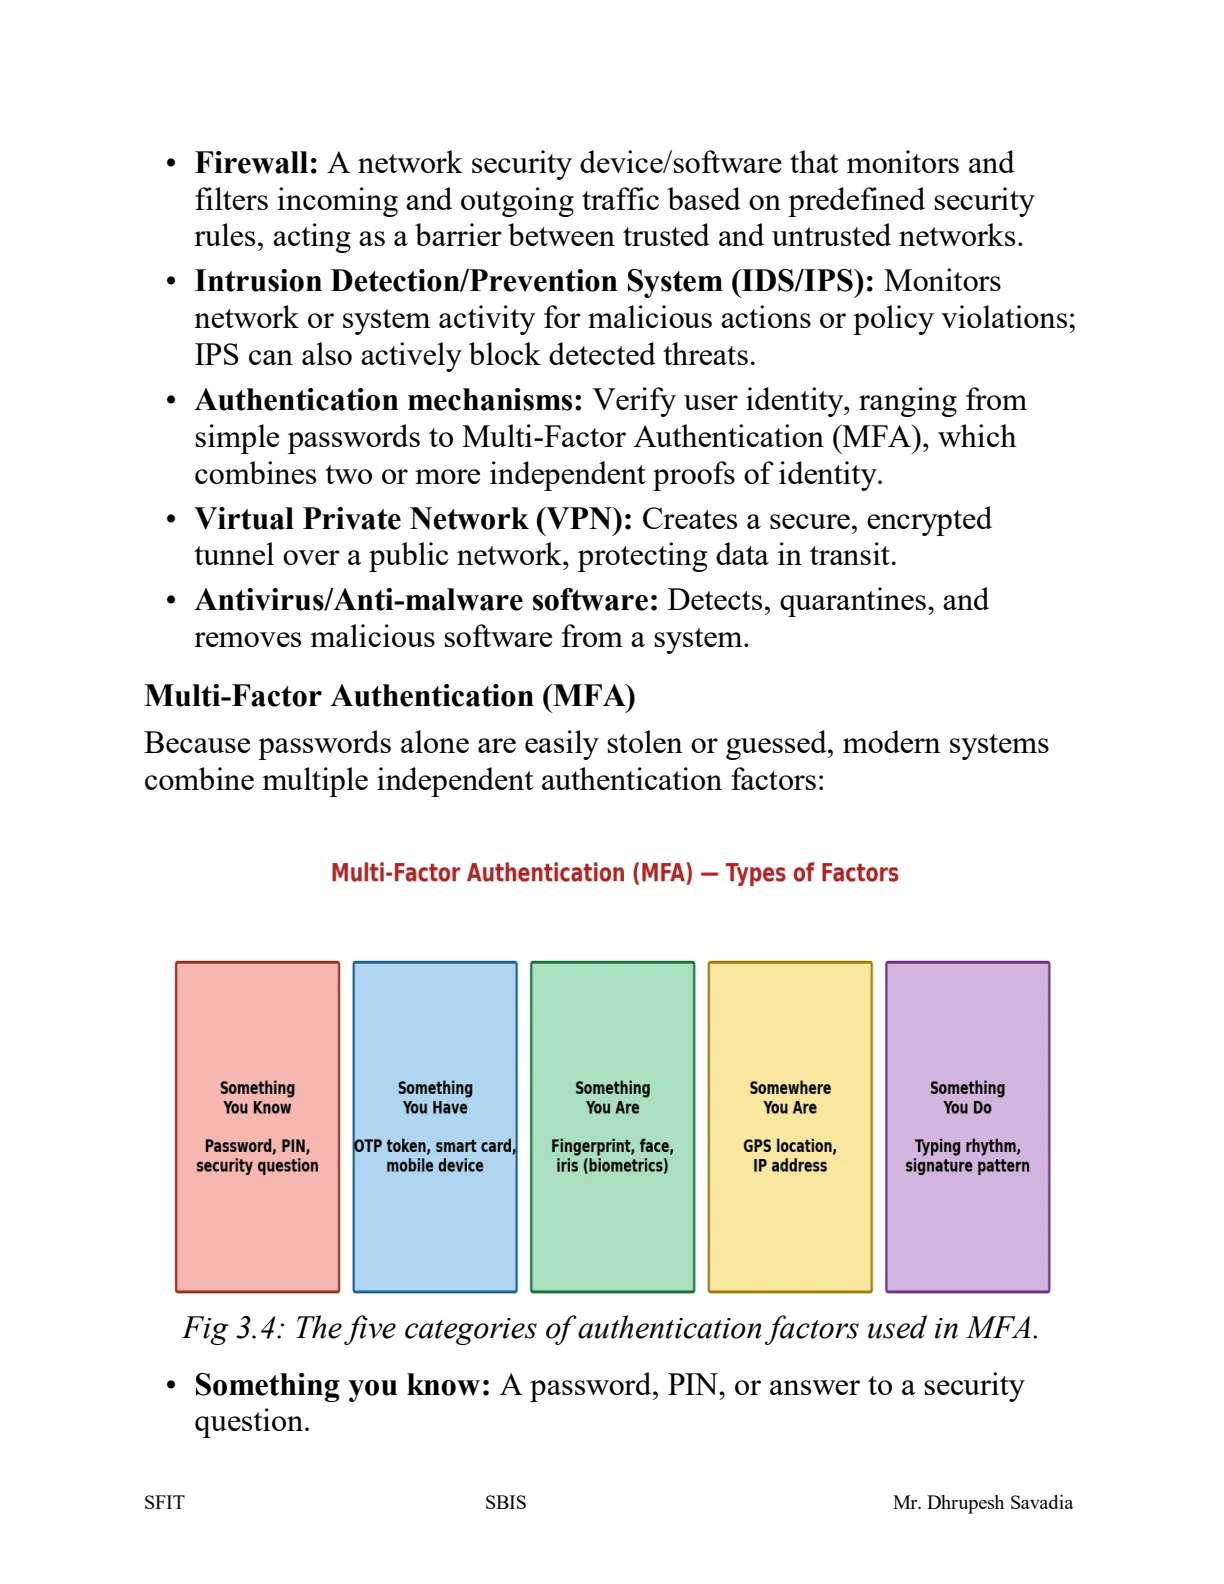 • Firewall: A network security device/software that monitors and
filters incoming and outgoing traffic based on predefined security
rules, acting as a barrier between trusted and untrusted networks.
• Intrusion Detection/Prevention System (IDS/IPS): Monitors
network or system activity for malicious actions or policy violations;
IPS can also actively block detected threats.
• Authentication mechanisms: Verify user identity, ranging from
simple passwords to Multi-Factor Authentication (MFA), which
combines two or more independent proofs of identity.
• Virtual Private Network (VPN): Creates a secure, encrypted
tunnel over a public network, protecting data in transit.
• Antivirus/Anti-malware software: Detects, quarantines, and
removes malicious software from a system.
Multi-Factor Authentication (MFA)
Because passwords alone are easily stolen or guessed, modern systems
combine multiple independent authentication factors:
Multi-Factor Authentication (MFA) — Types of Factors
Something
You Know
Password, PIN,
security question
Something
You Have
OTP token, smart card,
mobile device
Something
You Are
Fingerprint, face,
iris (biometrics)
Somewhere
You Are
GPS location,
IP address
Something
You Do
Typing rhythm,
signature pattern
Fig 3.4: The five categories of authentication factors used in MFA.
• Something you know: A password, PIN, or answer to a security
question.
SFIT SBIS Mr. Dhrupesh Savadia